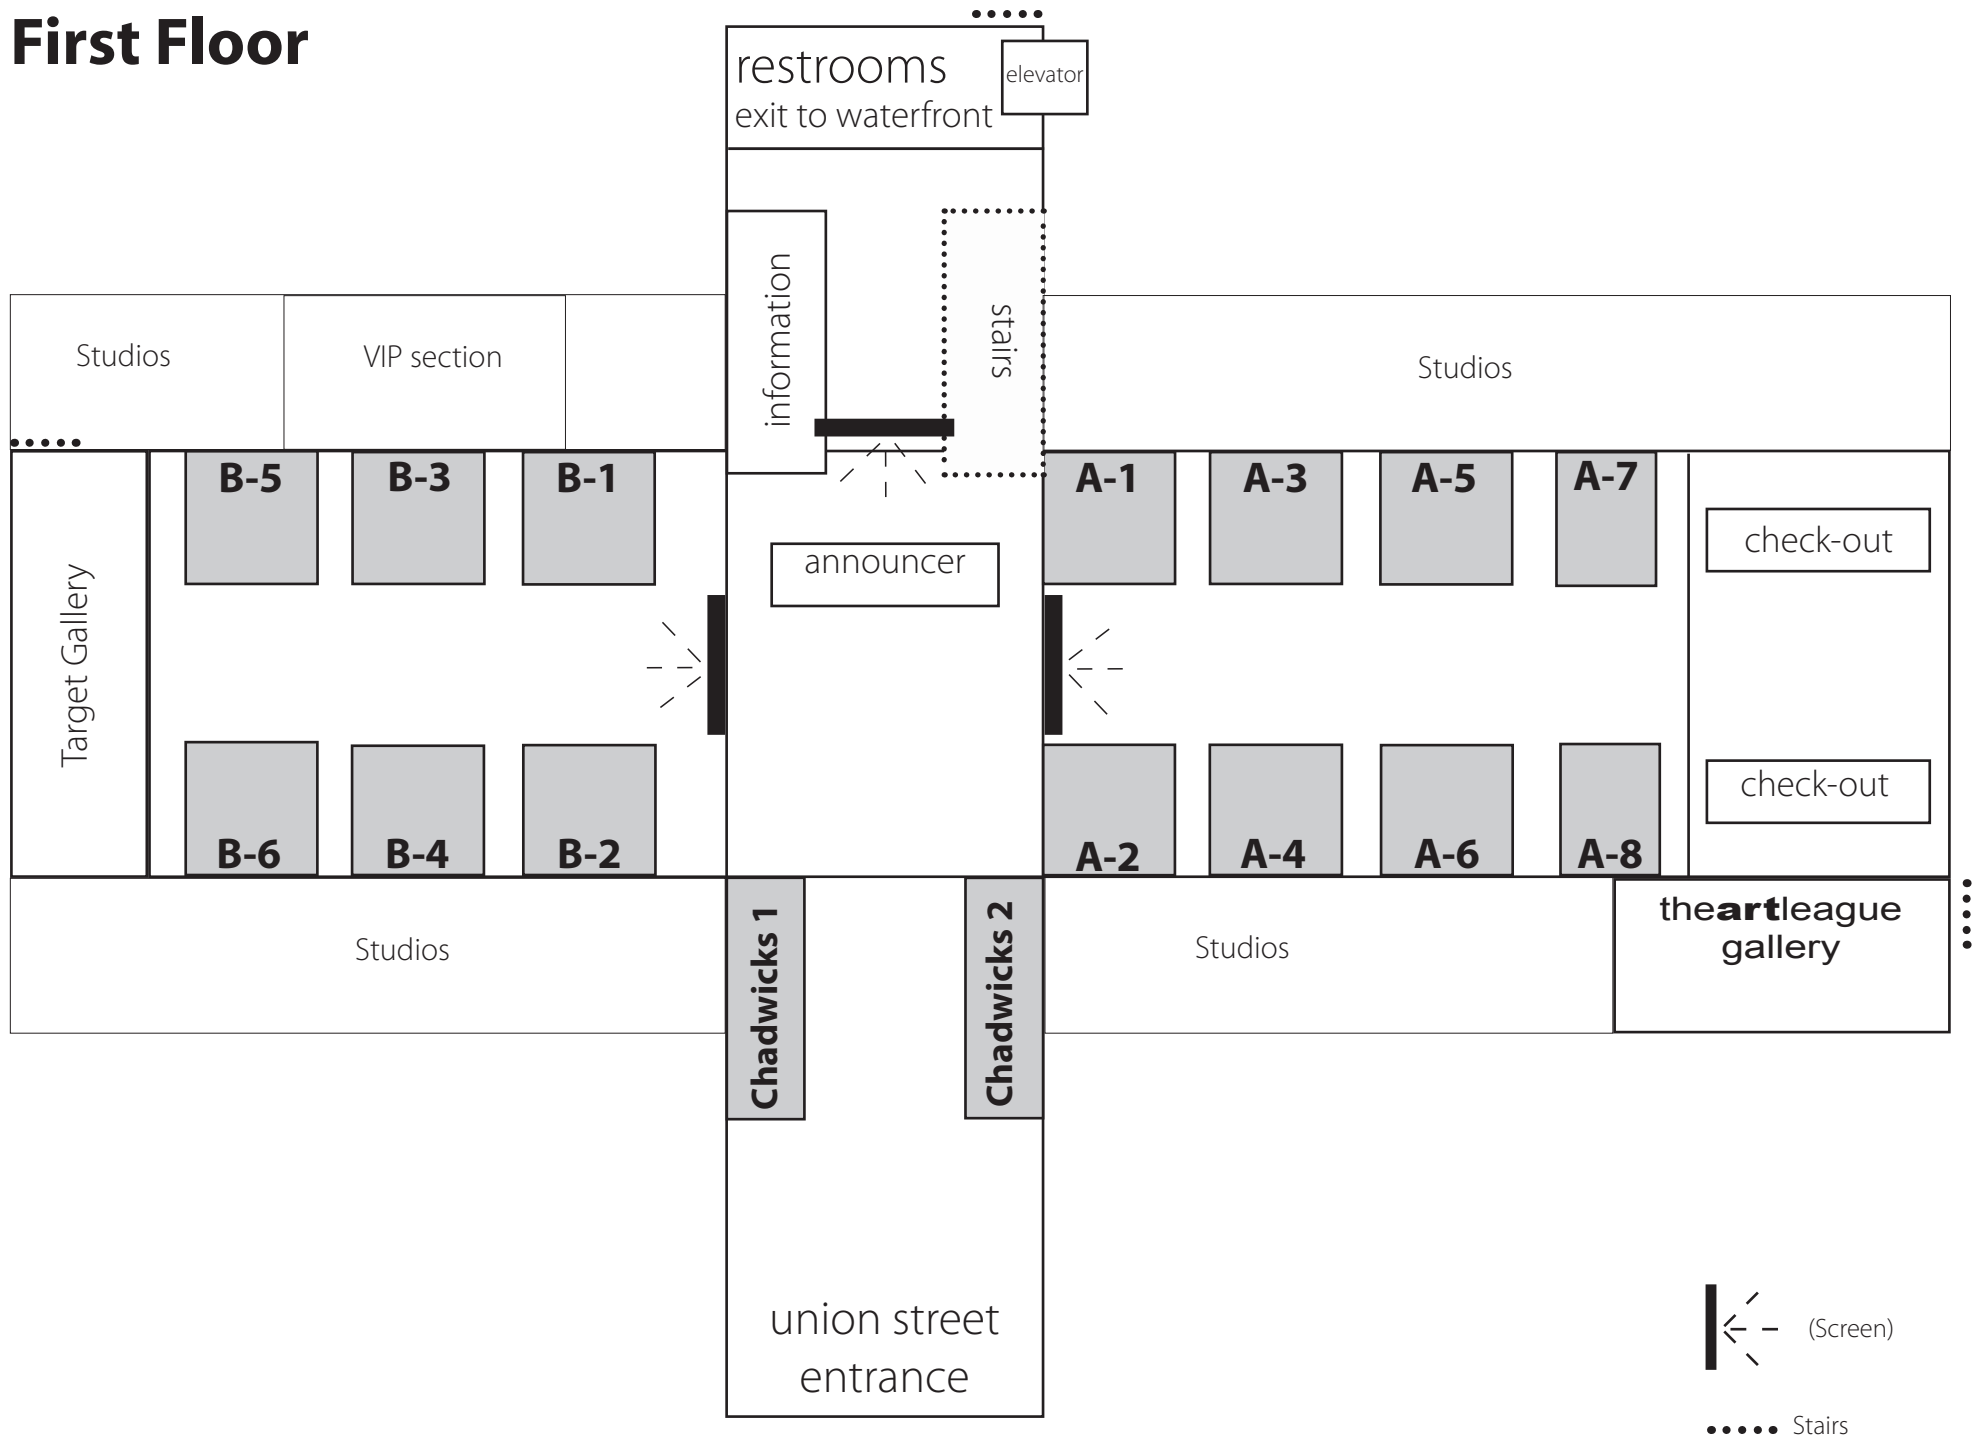 First Floor
restrooms
exit to waterfront
elevator
information
stairs
Studios
VIP section
Studios
B-5
B-3
B-1
A-1
A-3
A-5
A-7
check-out
announcer
Target Gallery
check-out
B-6
B-4
B-2
A-2
A-4
A-6
A-8
Studios
Chadwicks 1
Chadwicks 2
Studios
theartleague
gallery
union street
entrance
(Screen)
Stairs